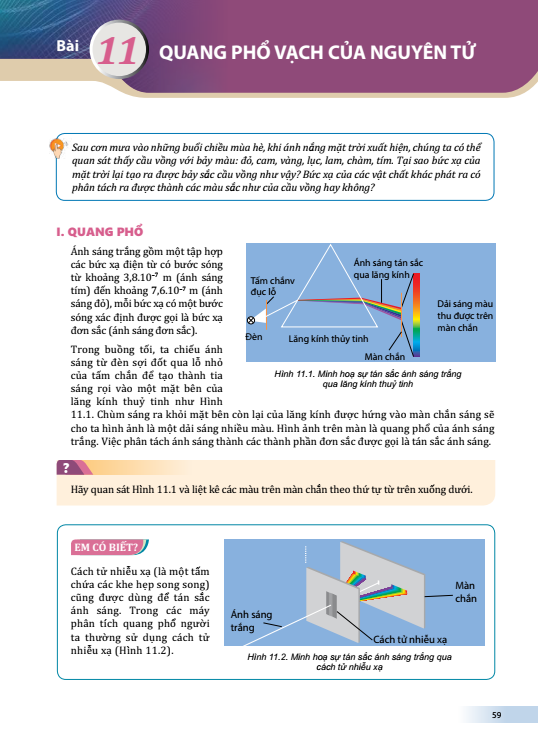 Bài
11
QUANG PHỔ VẠCH CỦA NGUYÊN TỬ
Sau cơn mưa vào những buổi chiều mùa hè, khi ánh nắng mặt trời xuất hiện, chúng ta có thể
quan sát thấy cầu vồng với bảy màu: đỏ, cam, vàng, lục, lam, chàm, tím. Tại sao bức xạ của
mặt trời lại tạo ra được bảy sắc cầu vồng như vậy? Bức xạ của các vật chất khác phát ra có
phân tách ra được thành các màu sắc như của cầu vồng hay không?
I. QUANG PHỔ
Ánh sáng trắng gồm một tập hợp
các bức xạ điện từ có bước sóng
từ khoảng 3,8.10⁻⁷ m (ánh sáng
tím) đến khoảng 7,6.10⁻⁷ m (ánh
sáng đỏ), mỗi bức xạ có một bước
sóng xác định được gọi là bức xạ
đơn sắc (ánh sáng đơn sắc).
Trong buồng tối, ta chiếu ánh
sáng từ đèn sợi đốt qua lỗ nhỏ
của tấm chắn để tạo thành tia
sáng rọi vào một mặt bên của
lăng kính thuỷ tinh như Hình
11.1. Chùm sáng ra khỏi mặt bên còn lại của lăng kính được hứng vào màn chắn sáng sẽ
cho ta hình ảnh là một dải sáng nhiều màu. Hình ảnh trên màn là quang phổ của ánh sáng
trắng. Việc phân tách ánh sáng thành các thành phần đơn sắc được gọi là tán sắc ánh sáng.
Tấm chắnv
đục lỗ
Đèn
Lăng kính thủy tinh
Ánh sáng tán sắc
qua lăng kính
Màn chắn
Dải sáng màu
thu được trên
màn chắn
Hình 11.1. Minh hoạ sự tán sắc ánh sáng trắng
qua lăng kính thuỷ tinh
?
Hãy quan sát Hình 11.1 và liệt kê các màu trên màn chắn theo thứ tự từ trên xuống dưới.
EM CÓ BIẾT?
Cách tử nhiễu xạ (là một tấm
chứa các khe hẹp song song)
cũng được dùng để tán sắc
ánh sáng. Trong các máy
phân tích quang phổ người
ta thường sử dụng cách tử
nhiễu xạ (Hình 11.2).
Ánh sáng
trắng
Màn
chắn
Cách tử nhiễu xạ
Hình 11.2. Minh hoạ sự tán sắc ánh sáng trắng qua
cách tử nhiễu xạ
59